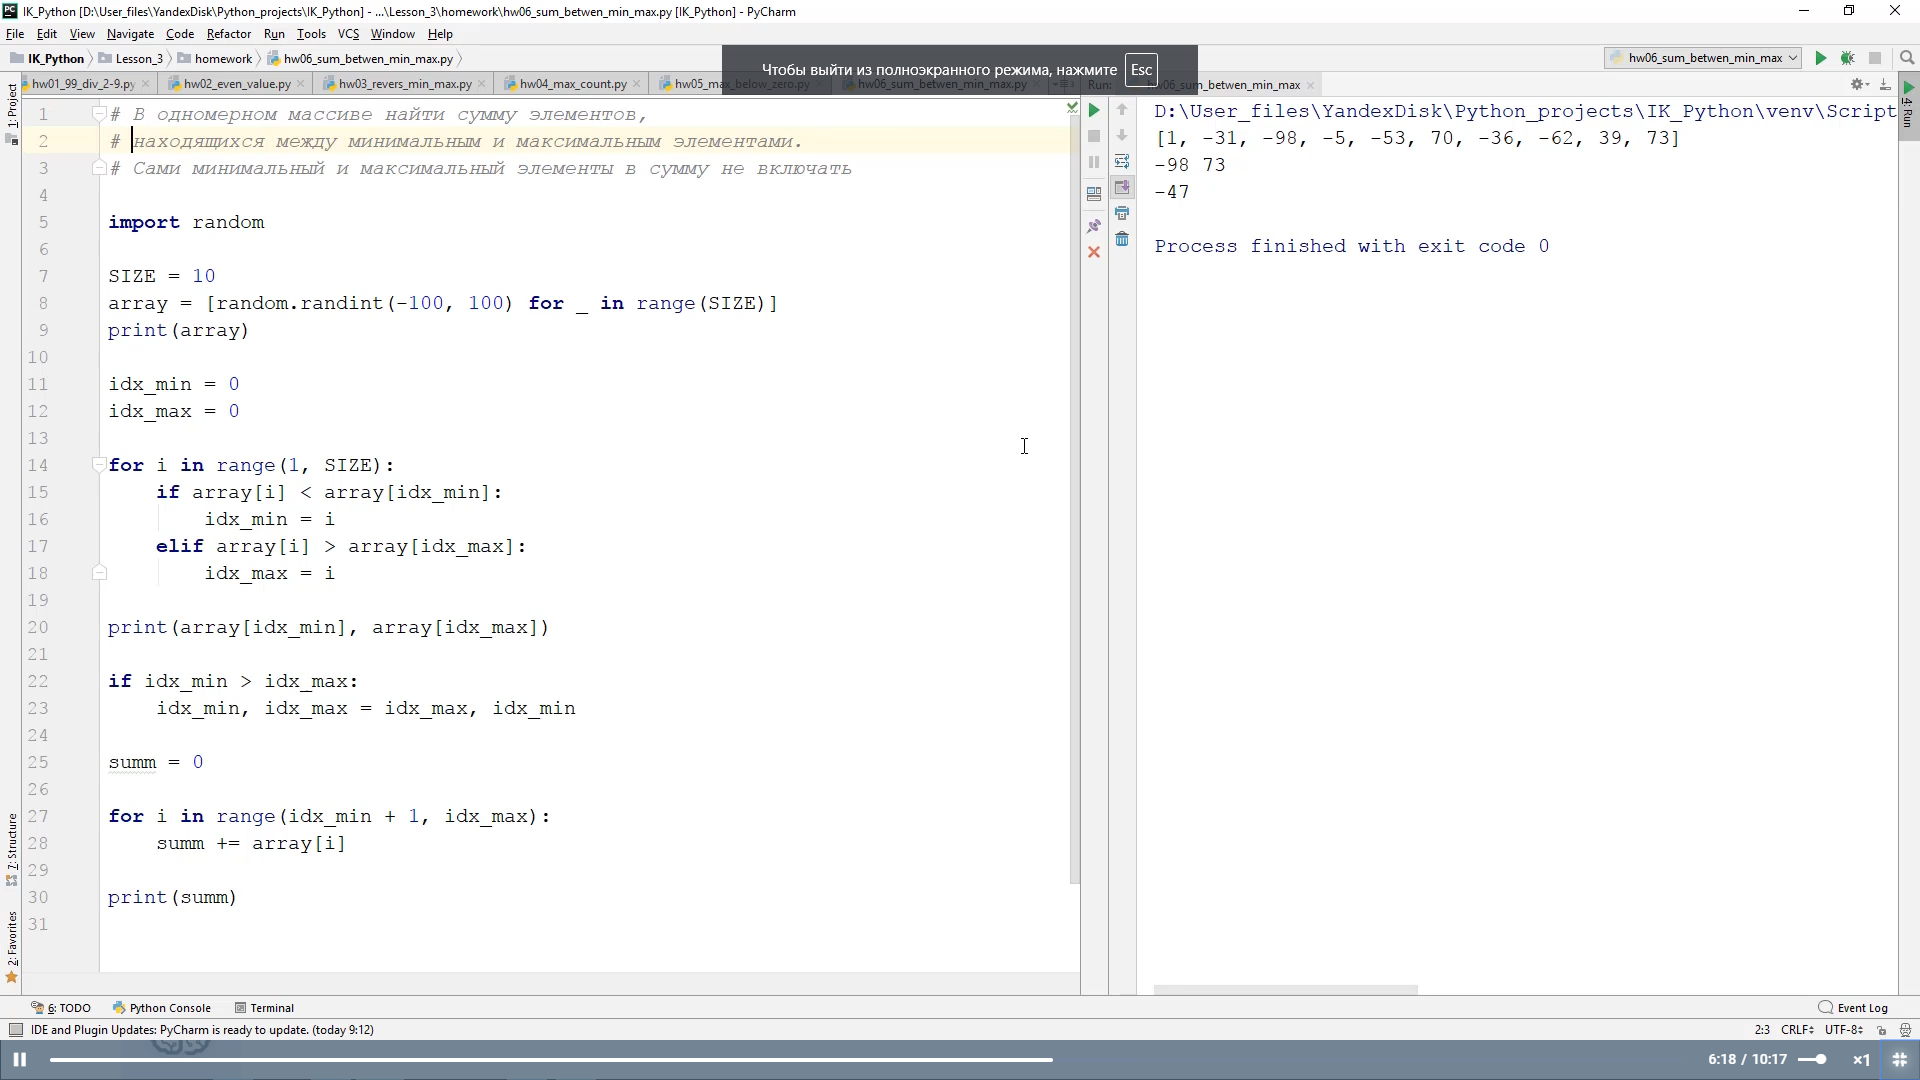 IK_Python [D:\User_files\YandexDisk\Python_projects\IK_Python] - ...\Lesson_3\homework\hw06_sum_betwen_min_max.py [IK_Python] - PyCharm
File Edit View Navigate Code Refactor Run Tools VCS Window Help
IK_Python Lesson_3 homework hw06_sum_betwen_min_max.py
hw06_sum_betwen_min_max
Чтобы выйти из полноэкранного режима, нажмите Esc
hw01_99_div_2-9.py hw02_even_value.py hw03_revers_min_max.py hw04_max_count.py hw05_max_below_zero.py hw06_sum_betwen_min_max.py
Run: hw06_sum_betwen_min_max
1: Project
4: Run
1 # В одномерном массиве найти сумму элементов,
2 # находящихся между минимальным и максимальным элементами.
3 # Сами минимальный и максимальный элементы в сумму не включать
4
5 import random
6
7 SIZE = 10
8 array = [random.randint(-100, 100) for _ in range(SIZE)]
9 print(array)
10
11 idx_min = 0
12 idx_max = 0
13
14 for i in range(1, SIZE):
15 if array[i] < array[idx_min]:
16 idx_min = i
17 elif array[i] > array[idx_max]:
18 idx_max = i
19
20 print(array[idx_min], array[idx_max])
21
22 if idx_min > idx_max:
23 idx_min, idx_max = idx_max, idx_min
24
25 summ = 0
26
27 for i in range(idx_min + 1, idx_max):
28 summ += array[i]
29
30 print(summ)
31
D:\User_files\YandexDisk\Python_projects\IK_Python\venv\Script
[1, -31, -98, -5, -53, 70, -36, -62, 39, 73]
-98 73
-47
Process finished with exit code 0
7: Structure
2: Favorites
6: TODO Python Console Terminal Event Log
IDE and Plugin Updates: PyCharm is ready to update. (today 9:12) 2:3 CRLF UTF-8
6:18 / 10:17 ×1